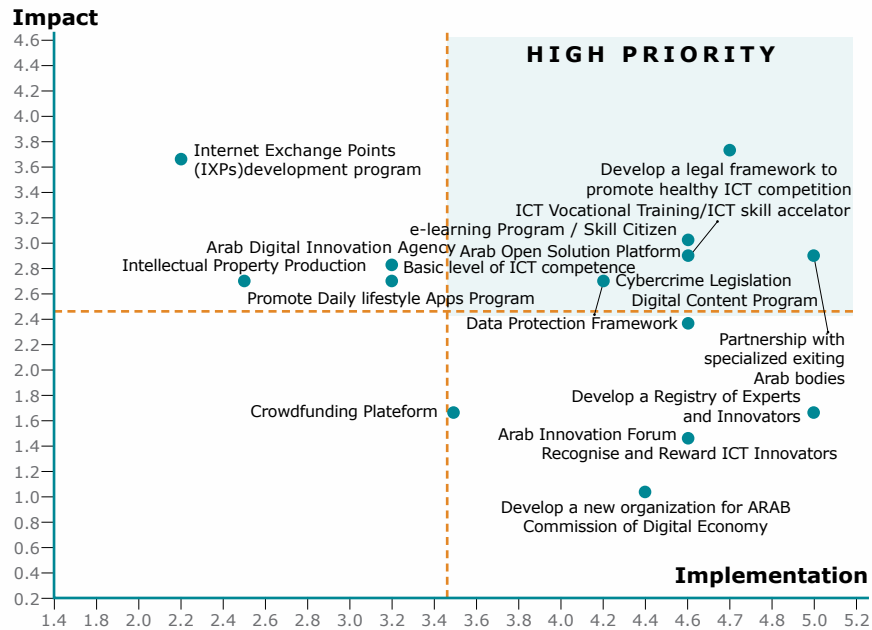 Impact
HIGH PRIORITY
4.6
4.4
4.2
4.0
3.8
3.6
3.4
3.2
3.0
2.8
2.6
2.4
2.2
2.0
1.8
1.6
1.4
1.2
1.0
0.8
0.6
0.4
0.2
Internet Exchange Points
(IXPs)development program
Develop a legal framework to
promote healthy ICT competition
ICT Vocational Training/ICT skill accelator
e-learning Program / Skill Citizen
Arab Digital Innovation Agency
Arab Open Solution Platform
Intellectual Property Production
Basic level of ICT competence
Cybercrime Legislation
Promote Daily lifestyle Apps Program
Digital Content Program
Data Protection Framework
Partnership with
specialized exiting
Arab bodies
Crowdfunding Plateform
Develop a Registry of Experts
and Innovators
Arab Innovation Forum
Recognise and Reward ICT Innovators
Develop a new organization for ARAB
Commission of Digital Economy
Implementation
1.4 1.8 2.0 2.2 2.4 2.6 2.8 3.0 3.2 3.4 3.6 3.8 4.0 4.2 4.4 4.6 4.7 4.8 5.0 5.2